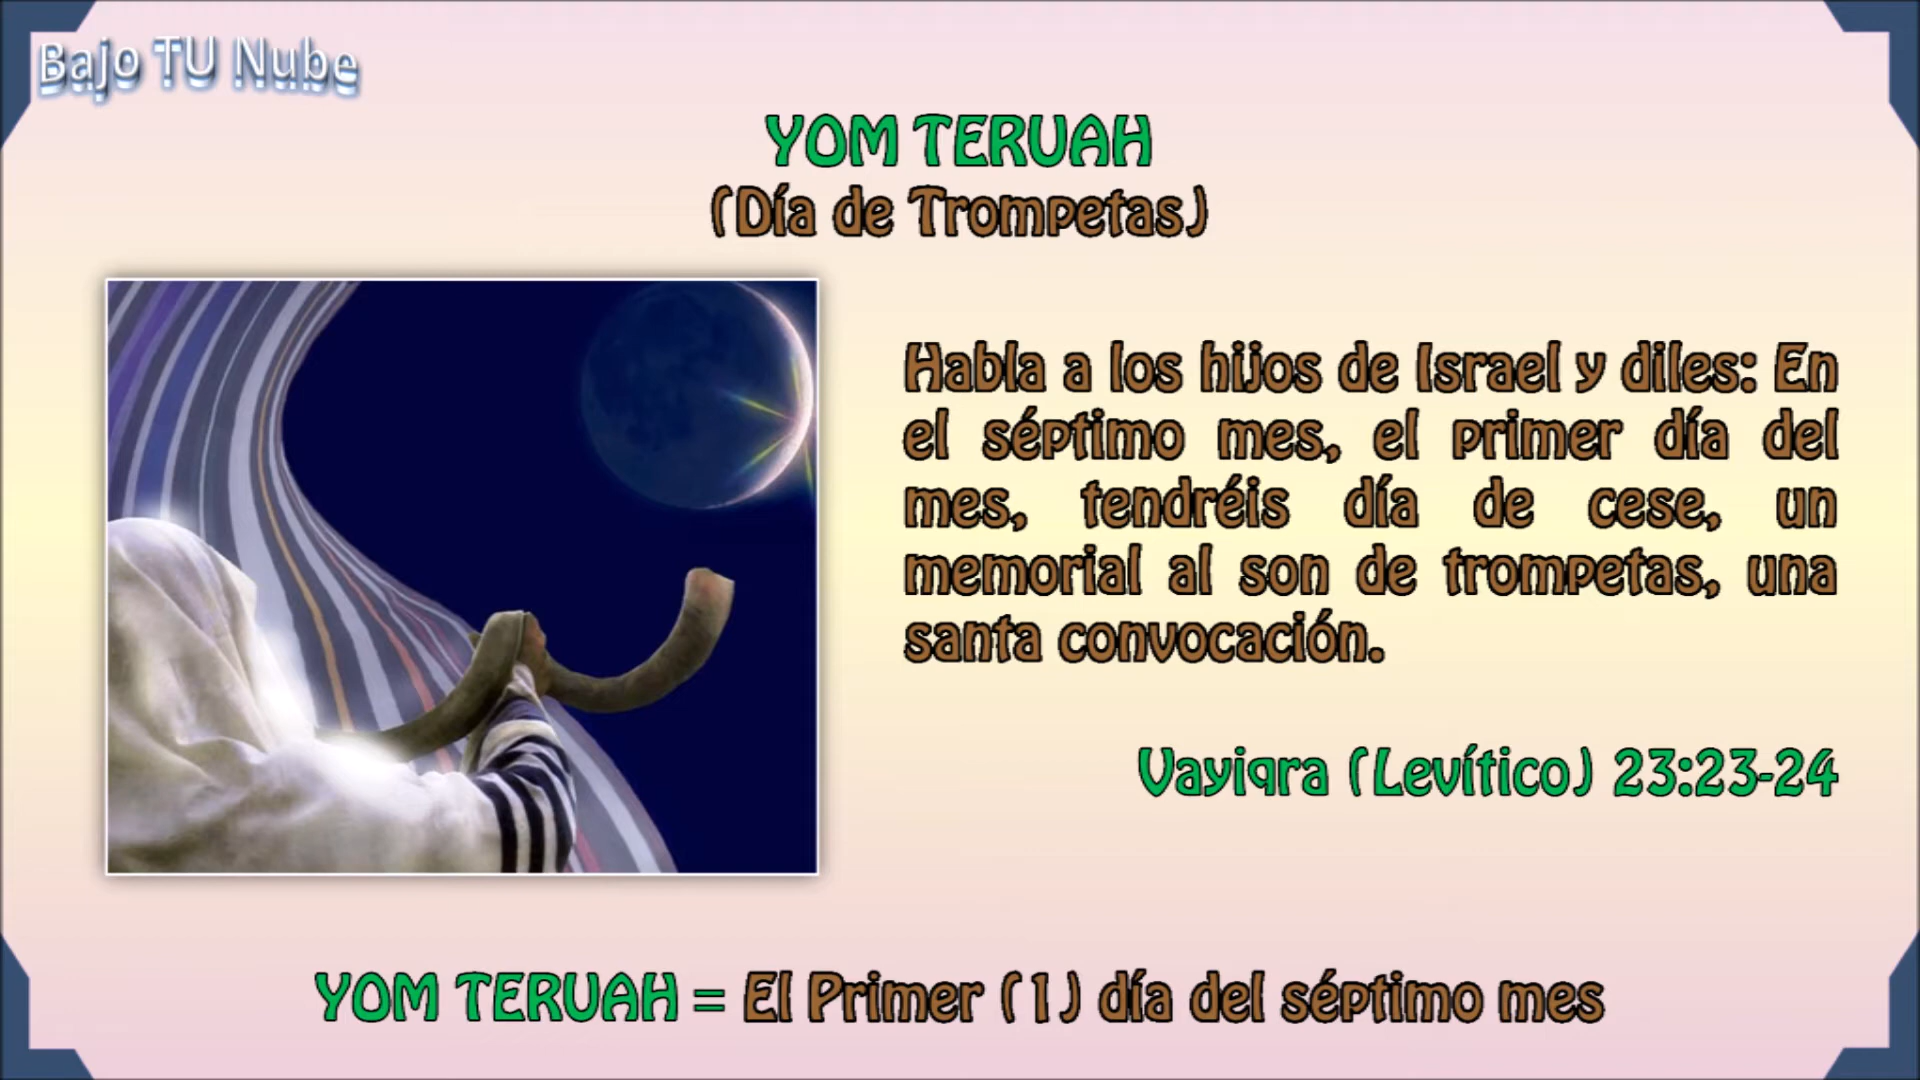 Bajo TU Nube
YOM TERUAH
(Día de Trompetas)
Habla a los hijos de Israel y diles: En
el séptimo mes, el primer día del
mes, tendréis día de cese, un
memorial al son de trompetas, una
santa convocación.
Vayiqra (Levítico) 23:23-24
YOM TERUAH = El Primer (1) día del séptimo mes